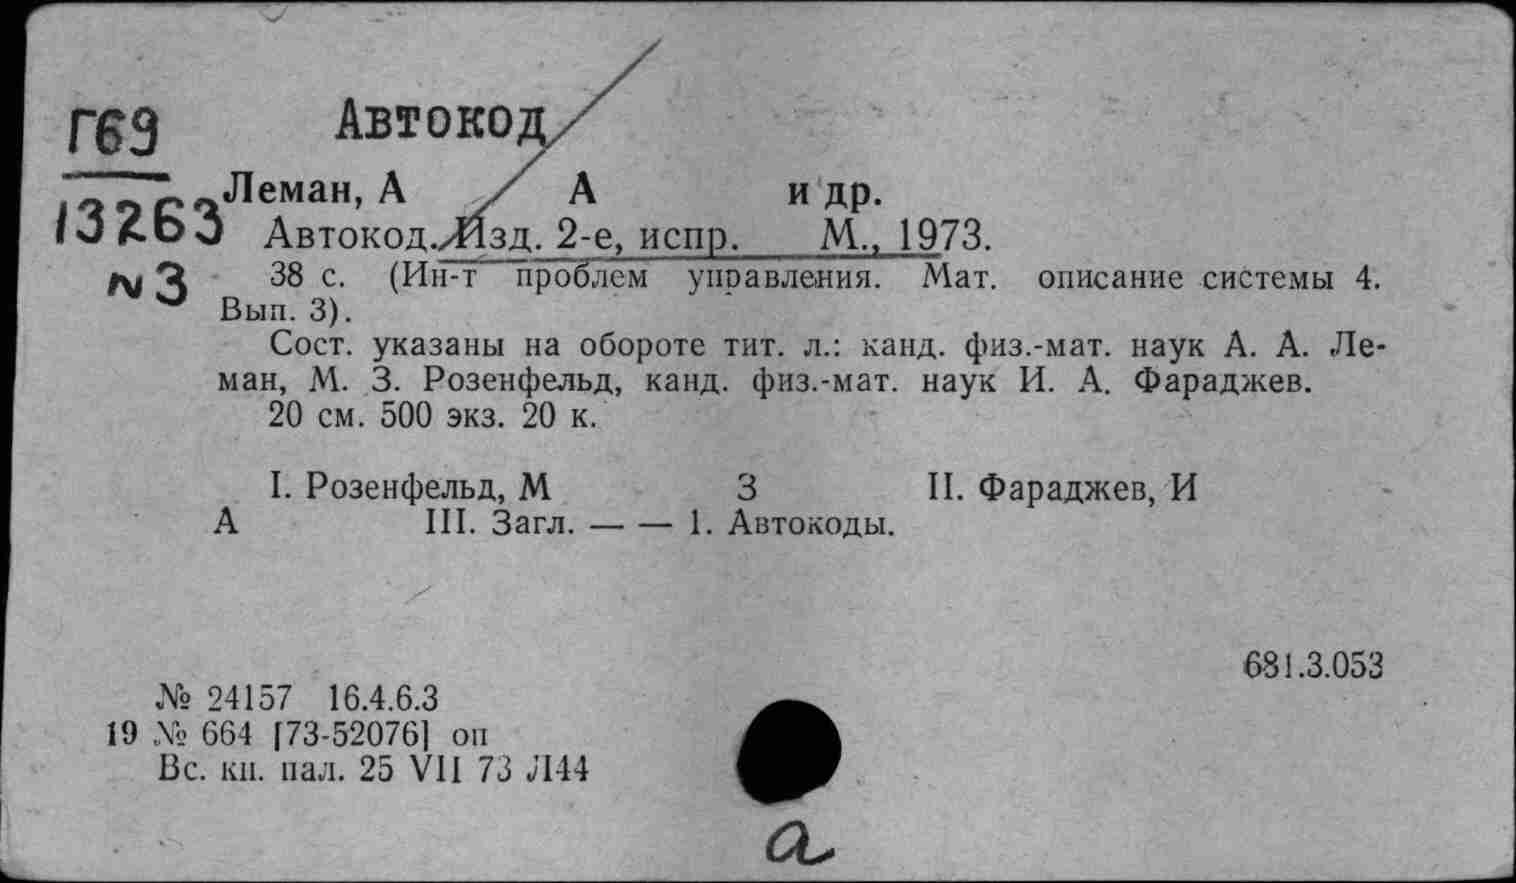 Г69 Автокод
13263 Леман, А А и др.
Автокод. Изд. 2-е, испр. М., 1973.
№3 38 с. (Ин-т проблем управления. Мат. описание системы 4.
Вып. 3).
Сост. указаны на обороте тит. л.: канд. физ.-мат. наук А. А. Ле-
ман, М. З. Розенфельд, канд. физ.-мат. наук И. А. Фараджев.
20 см. 500 экз. 20 к.
I. Розенфельд, М З II. Фараджев, И
А III. Загл. — — 1. Автокоды.
681.3.053
№ 24157 16.4.6.3
19 № 664 [73-52076] оп
Вс. кн. пал. 25 VII 73 Л44
а